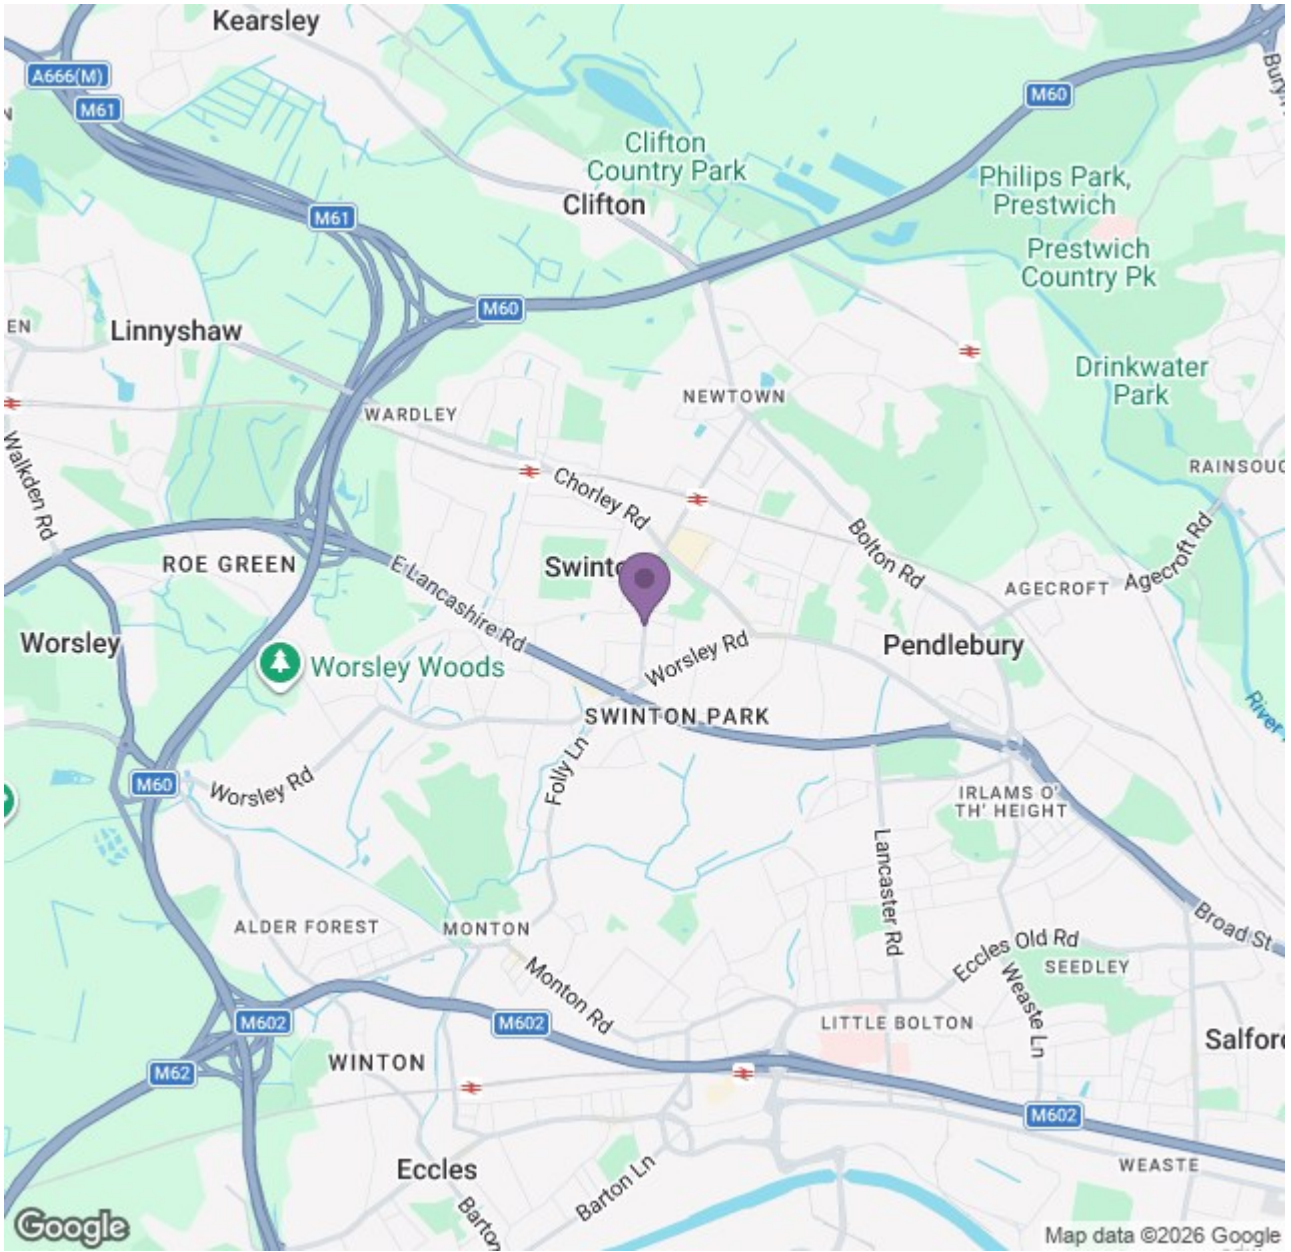 Kearsley
A666(M)
M61
M60
Bury
Clifton
Country Park
Philips Park,
Prestwich
Clifton
M61
Prestwich
Country Pk
M60
EN
Linnyshaw
Drinkwater
Park
NEWTOWN
WARDLEY
Walkden Rd
RAINSOUG
Chorley Rd
Bolton Rd
Agecroft Rd
ROE GREEN
E Lancashire Rd
Swinto
AGECROFT
Worsley
Worsley Woods
Worsley Rd
Pendlebury
River
SWINTON PARK
Folly Ln
M60
Worsley Rd
IRLAMS O'
TH' HEIGHT
Lancaster Rd
ALDER FOREST
MONTON
Broad St
Eccles Old Rd
SEEDLEY
Monton Rd
Weaste Ln
M602
M602
LITTLE BOLTON
Salford
WINTON
M62
M602
Eccles
WEASTE
Barton Ln
Barton
Google
Map data ©2026 Google